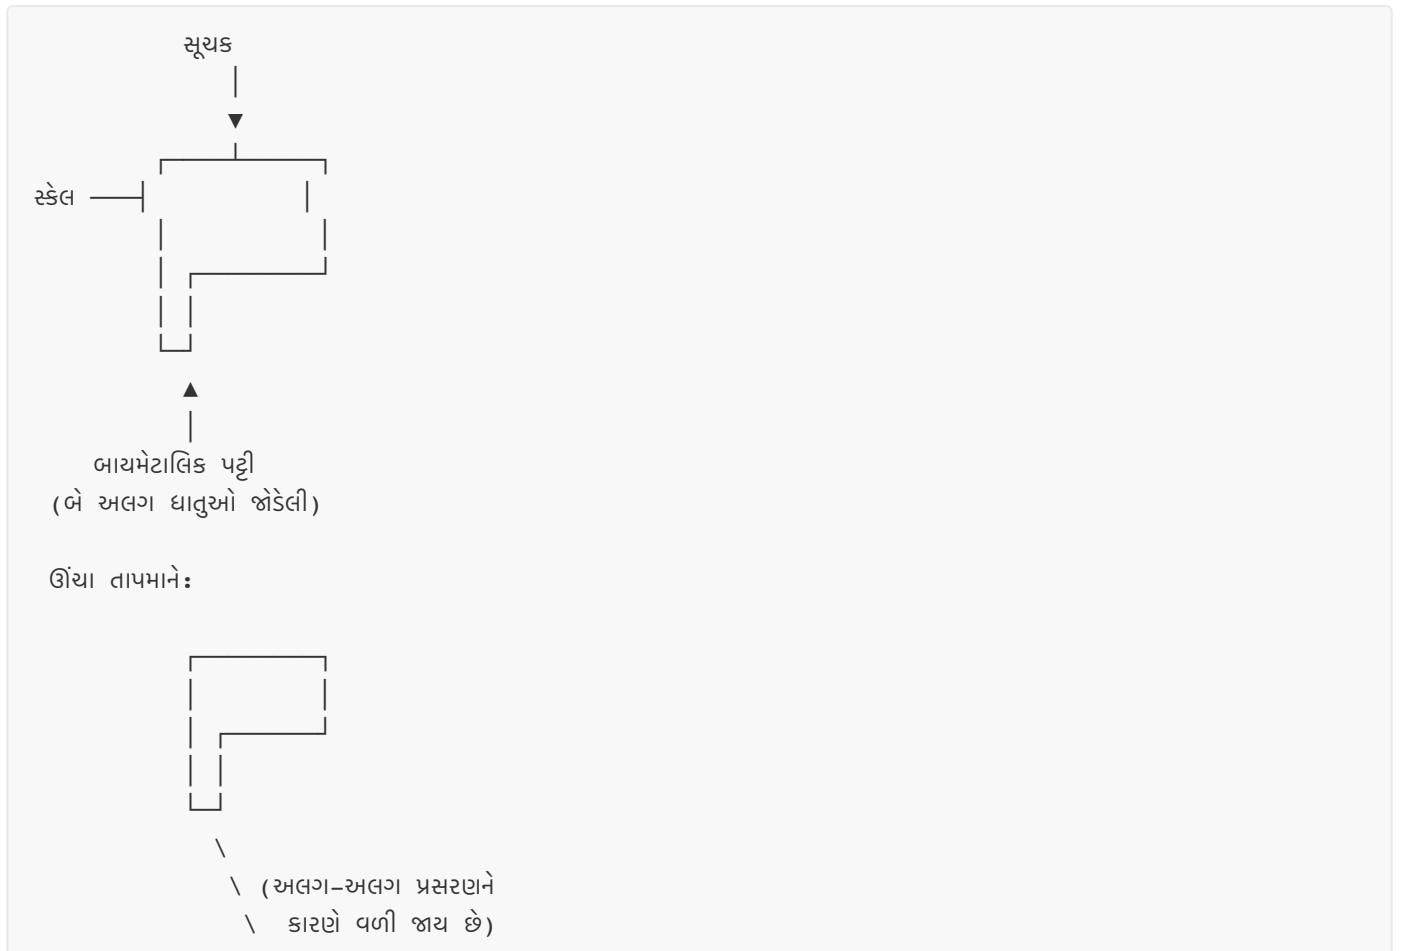 સૂચક
સ્કેલ
બાયમેટાલિક પટ્ટી
(બે અલગ ધાતુઓ જોડેલી)
ઊંચા તાપમાને:
(અલગ-અલગ પ્રસરણને
કારણે વળી જાય છે)